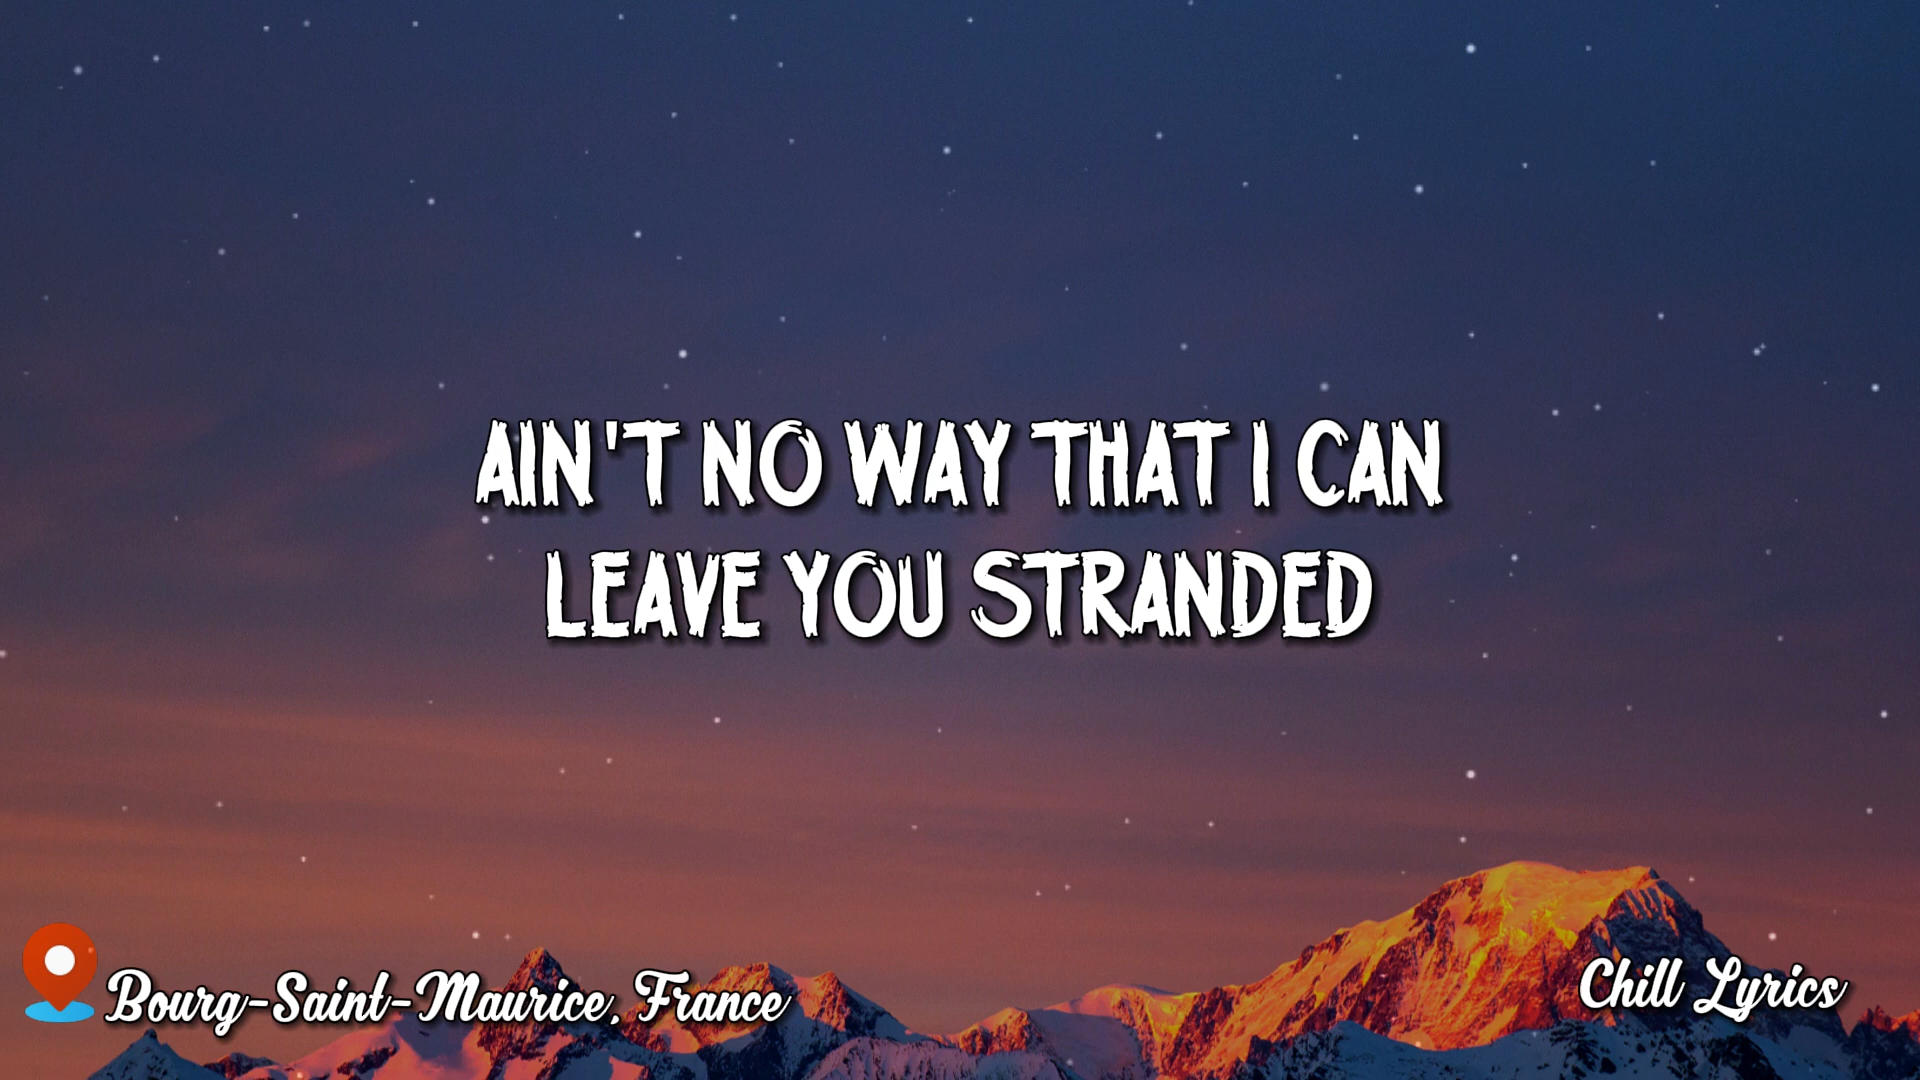 AIN'T NO WAY THAT I CAN
LEAVE YOU STRANDED
Bourg-Saint-Maurice, France
Chill Lyrics